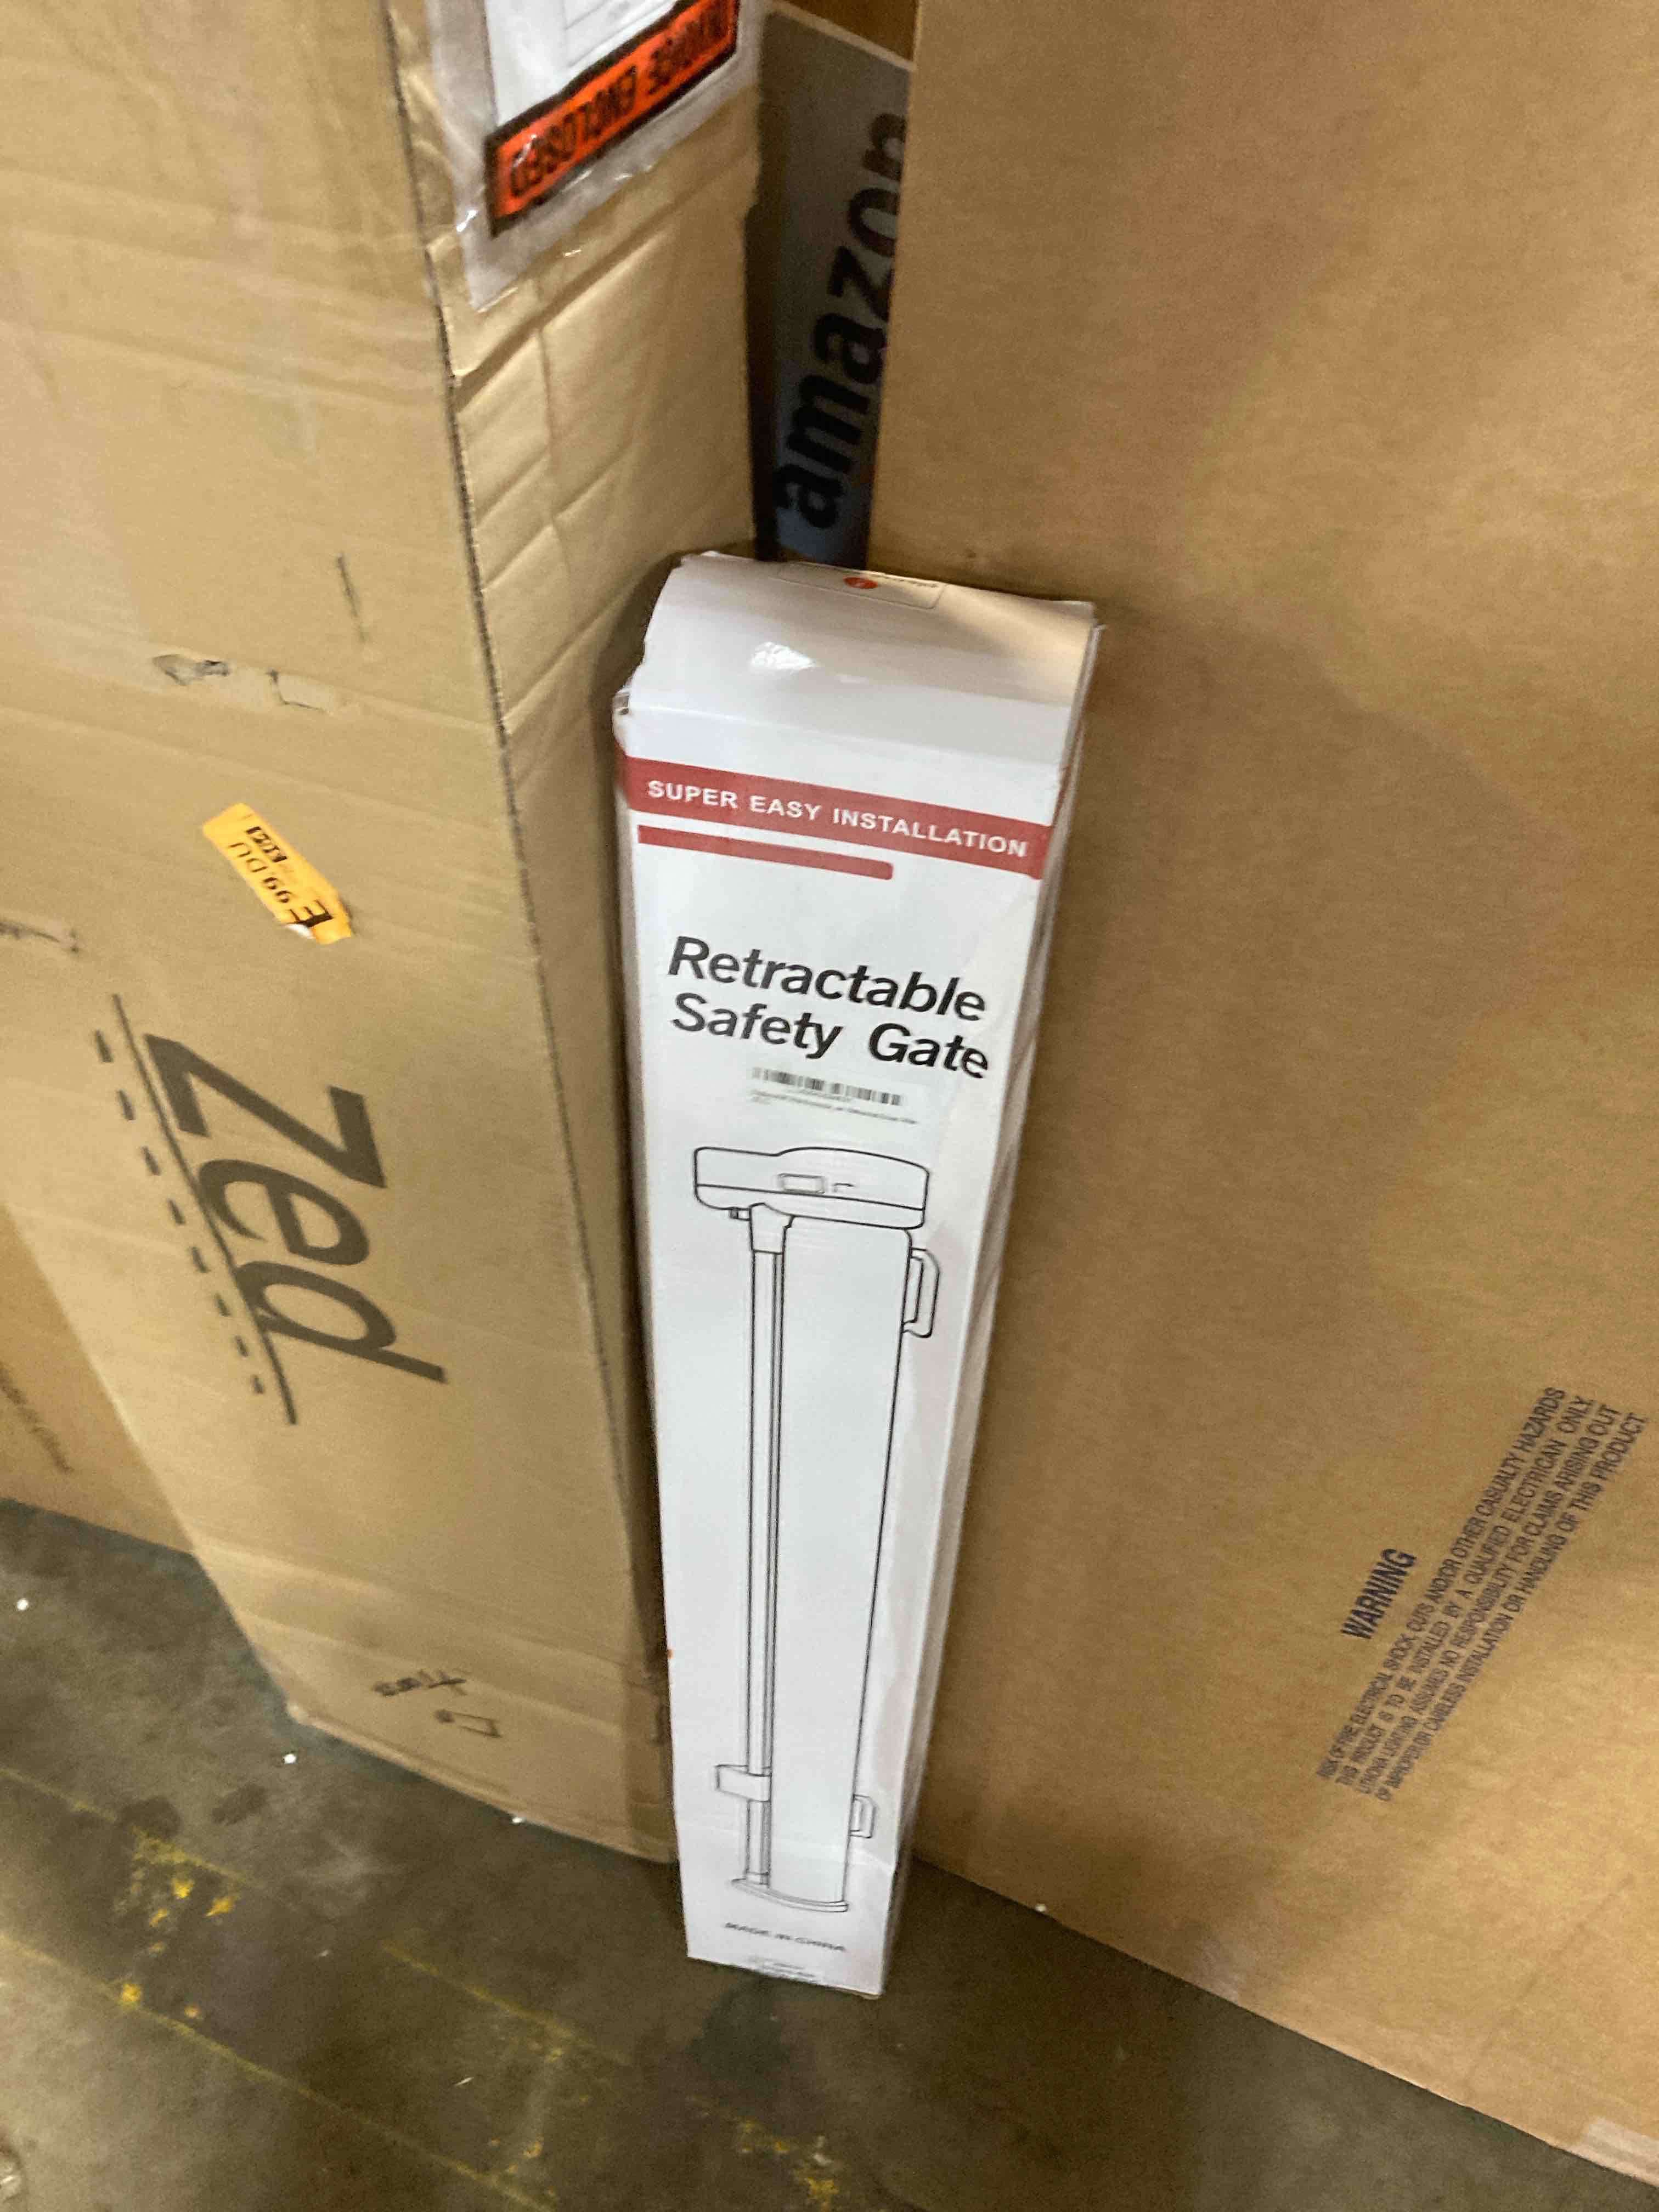 ENCLOSED
amazon
SUPER EASY INSTALLATION
Retractable
Safety Gate
MADE IN CHINA
E
99 DU
Zed
WARNING
RISK OF FIRE ELECTRICAL SHOCK CUTS AND/OR OTHER CASUALTY HAZARDS
THIS PRODUCT IS TO BE INSTALLED BY A QUALIFIED ELECTRICIAN ONLY.
LITHONIA LIGHTING ASSUMES NO RESPONSIBILITY FOR CLAIMS ARISING OUT
OF IMPROPER OR CARELESS INSTALLATION OR HANDLING OF THIS PRODUCT